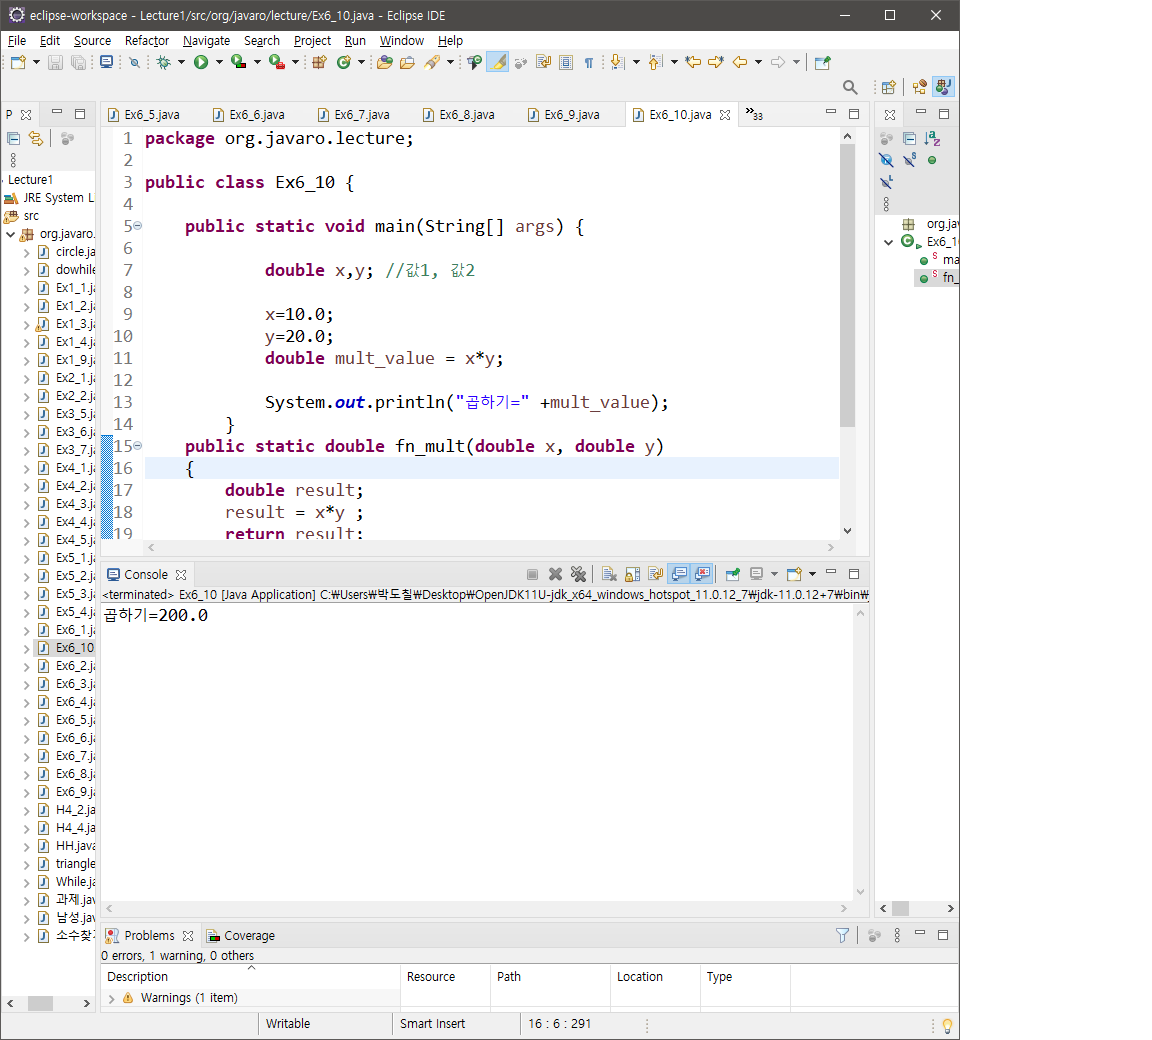 eclipse-workspace - Lecture1/src/org/javaro/lecture/Ex6_10.java - Eclipse IDE
File Edit Source Refactor Navigate Search Project Run Window Help
P
Ex6_5.java Ex6_6.java Ex6_7.java Ex6_8.java Ex6_9.java Ex6_10.java »33
Lecture1
JRE System Li
src
org.javaro.
circle.ja
dowhile
Ex1_1.ja
Ex1_2.ja
Ex1_3.ja
Ex1_4.ja
Ex1_9.ja
Ex2_1.ja
Ex2_2.ja
Ex3_5.ja
Ex3_6.ja
Ex3_7.ja
Ex4_1.ja
Ex4_2.ja
Ex4_3.ja
Ex4_4.ja
Ex4_5.ja
Ex5_1.ja
Ex5_2.ja
Ex5_3.ja
Ex5_4.ja
Ex6_1.ja
Ex6_10
Ex6_2.ja
Ex6_3.ja
Ex6_4.ja
Ex6_5.ja
Ex6_6.ja
Ex6_7.ja
Ex6_8.ja
Ex6_9.ja
H4_2.ja
H4_4.ja
HH.java
triangle
While.ja
과제.jav
남성.jav
소수찾기
1 package org.javaro.lecture;
2
3 public class Ex6_10 {
4
5 public static void main(String[] args) {
6
7 double x,y; //값1, 값2
8
9 x=10.0;
10 y=20.0;
11 double mult_value = x*y;
12
13 System.out.println("곱하기=" +mult_value);
14 }
15 public static double fn_mult(double x, double y)
16 {
17 double result;
18 result = x*y ;
19 return result;
org.jav
Ex6_10
ma
fn_
Console
<terminated> Ex6_10 [Java Application] C:₩Users₩박도칠₩Desktop₩OpenJDK11U-jdk_x64_windows_hotspot_11.0.12_7₩jdk-11.0.12+7₩bin₩
곱하기=200.0
Problems Coverage
0 errors, 1 warning, 0 others
Description Resource Path Location Type
Warnings (1 item)
Writable Smart Insert 16 : 6 : 291